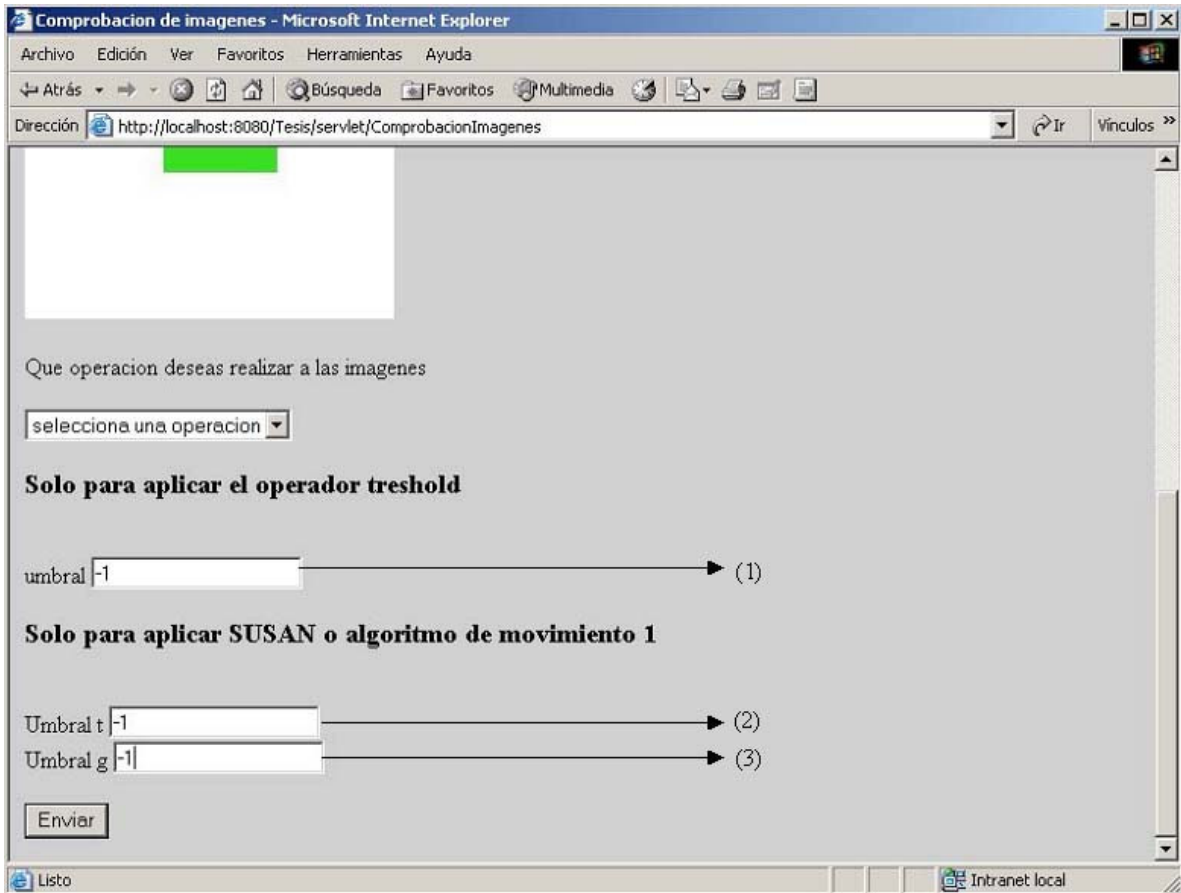 Comprobacion de imagenes - Microsoft Internet Explorer
Archivo Edición Ver Favoritos Herramientas Ayuda
Atrás Búsqueda Favoritos Multimedia
Dirección http://localhost:8080/Tesis/servlet/ComprobacionImagenes Ir Vínculos »
Que operacion deseas realizar a las imagenes
selecciona una operacion
Solo para aplicar el operador treshold
umbral -1 (1)
Solo para aplicar SUSAN o algoritmo de movimiento 1
Umbral t -1 (2)
Umbral g -1 (3)
Enviar
Listo Intranet local